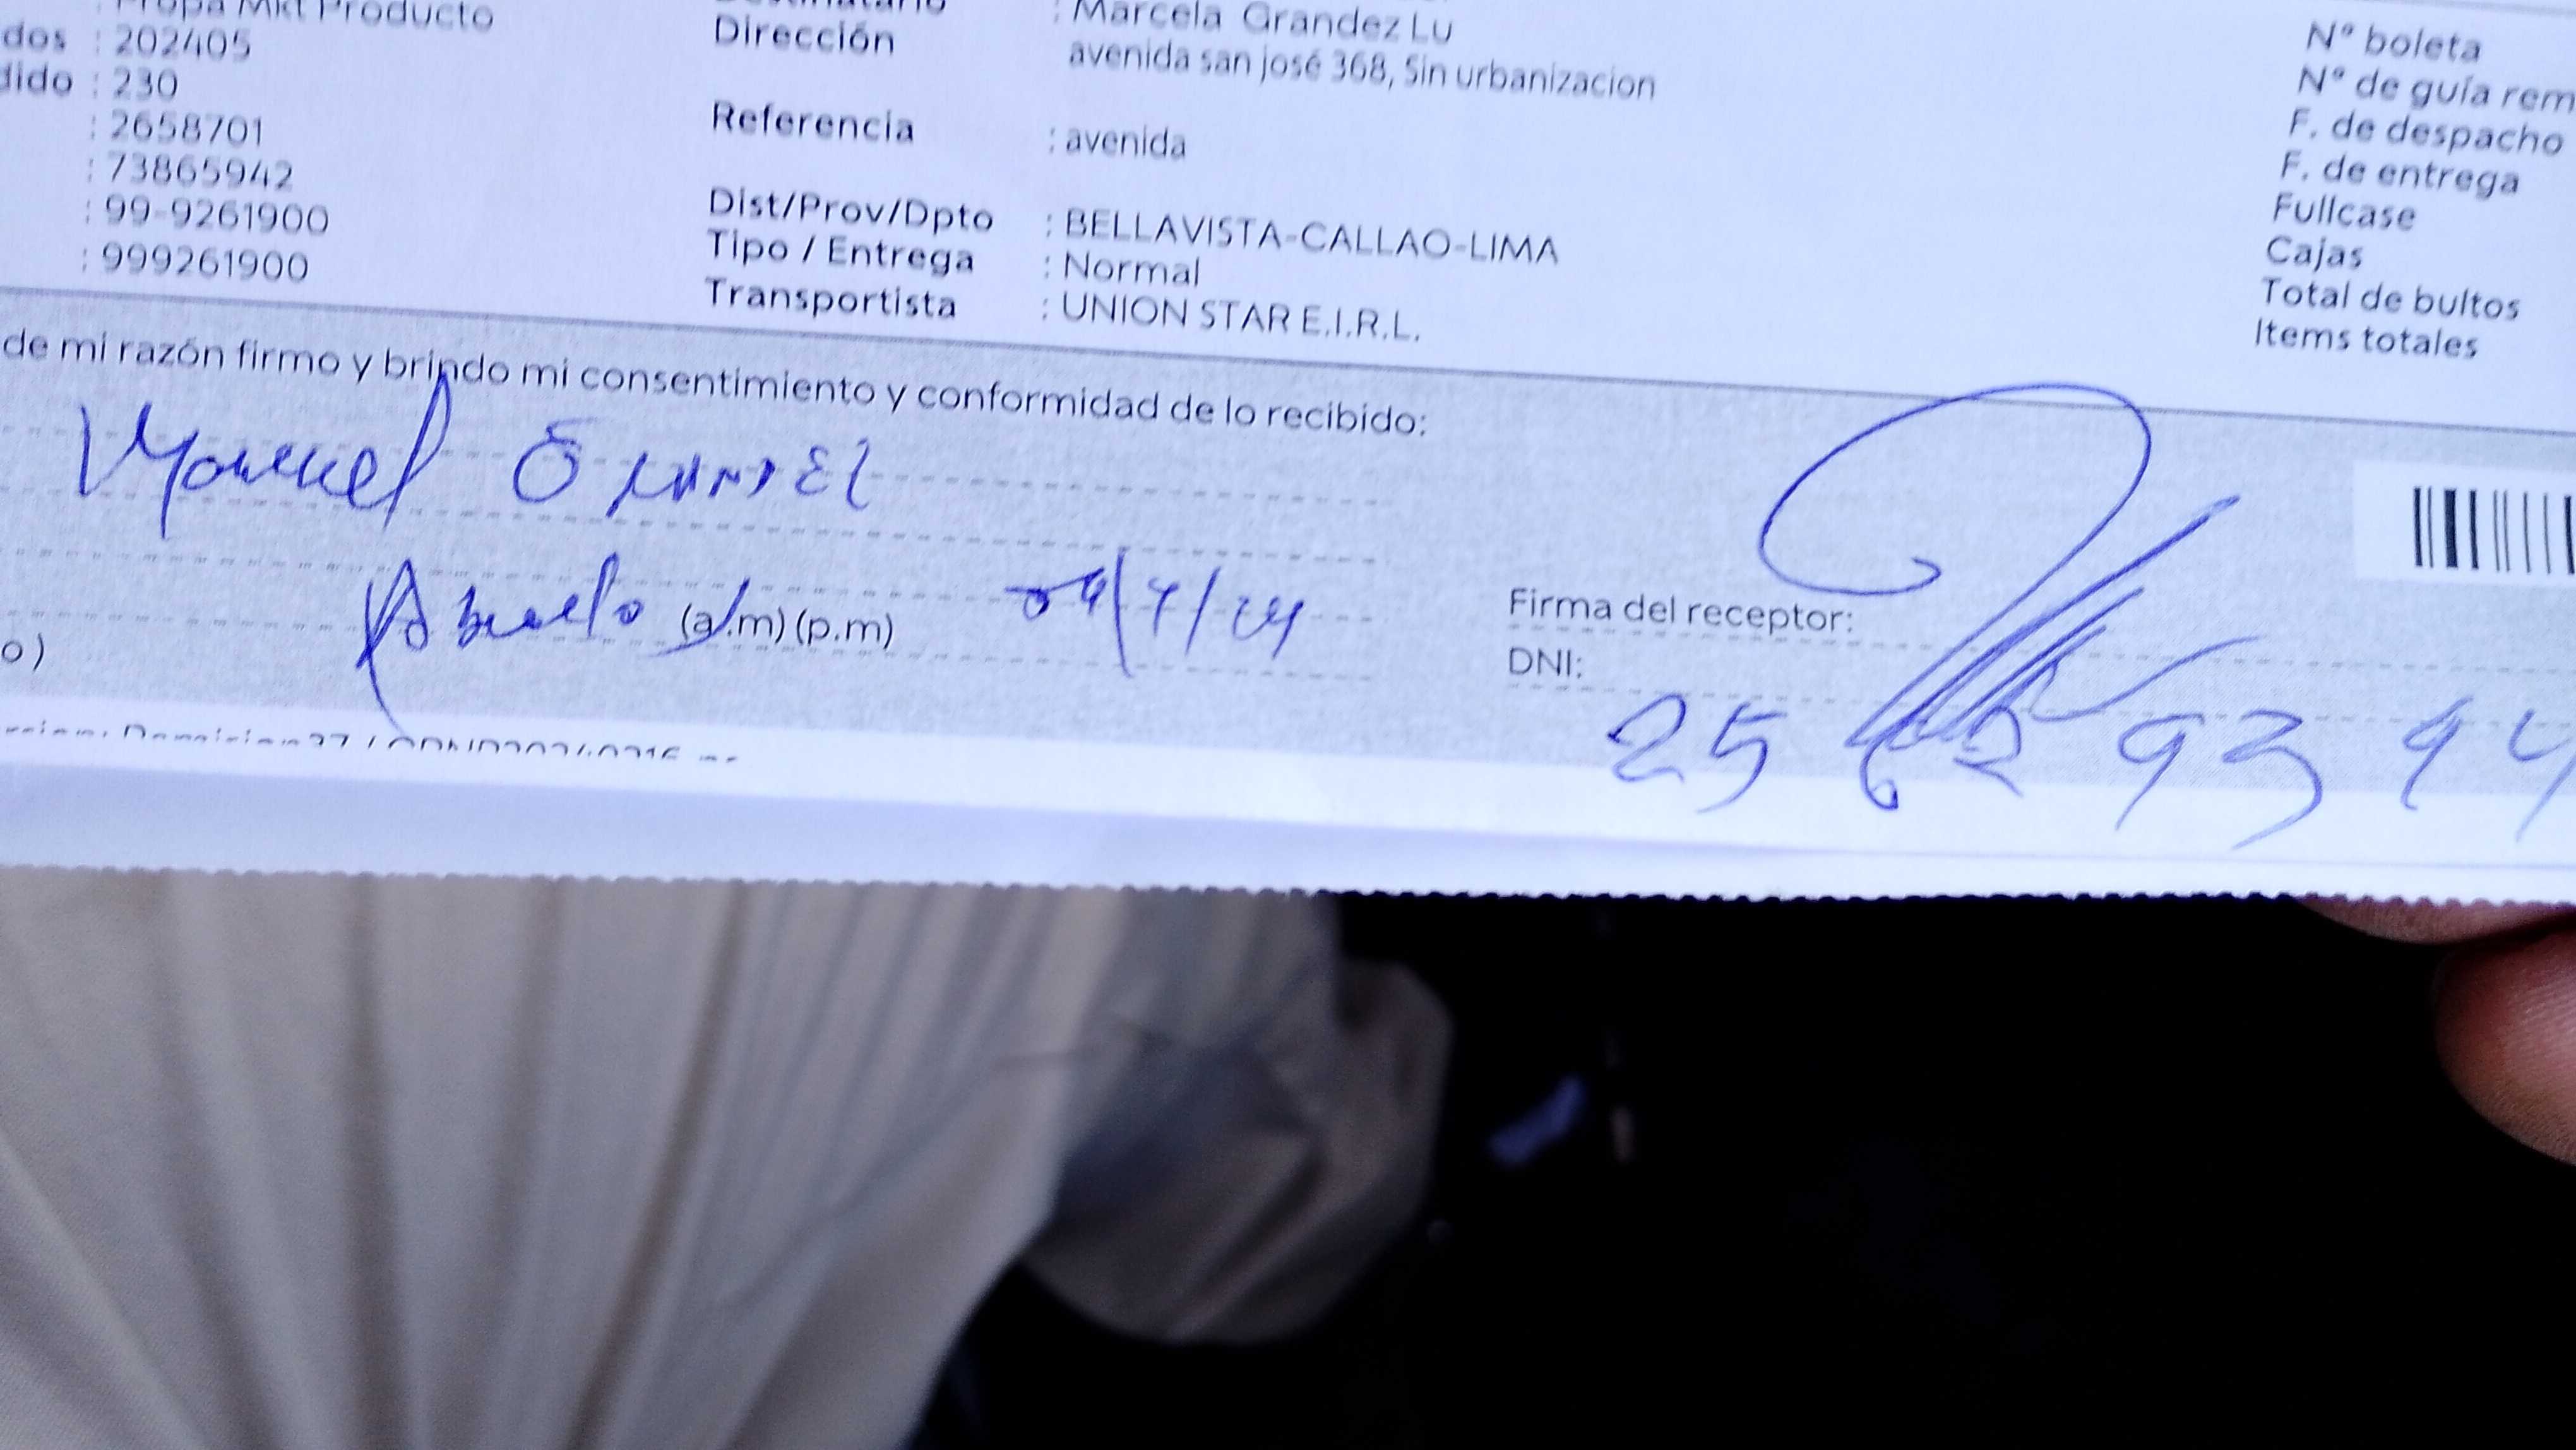 : Propa Mkt Producto
dos : 202405
dido : 230
: 2658701
: 73865942
: 99-9261900
: 999261900
Destinatario : Marcela Grandez Lu
Dirección avenida san josé 368, Sin urbanizacion
Referencia : avenida
Dist/Prov/Dpto : BELLAVISTA-CALLAO-LIMA
Tipo / Entrega : Normal
Transportista : UNION STAR E.I.R.L.
N° boleta
N° de guía rem
F. de despacho
F. de entrega
Fullcase
Cajas
Total de bultos
Items totales
de mi razón firmo y brindo mi consentimiento y conformidad de lo recibido:
Manuel
Abuelo (a.m) (p.m)
o)
Firma del receptor:
DNI: